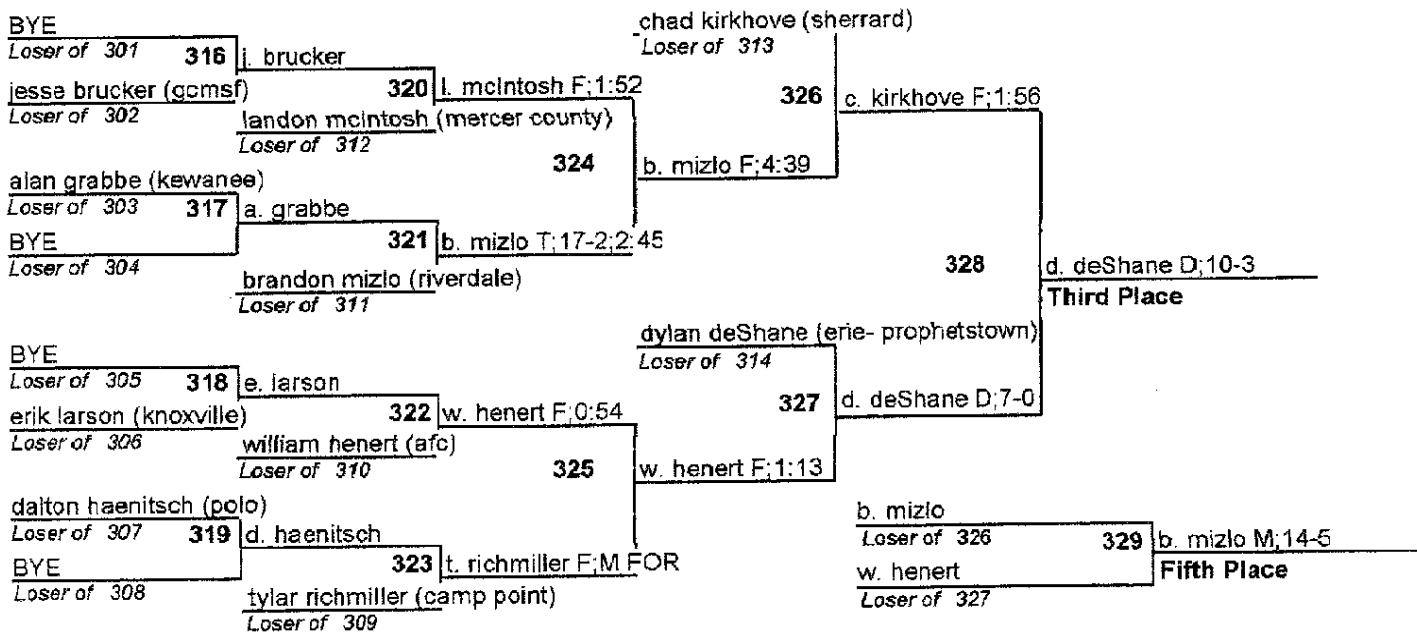 BYE
Loser of 301
316
j. brucker
jesse brucker (gcmsf)
Loser of 302
320
l. mcIntosh F;1:52
landon mcIntosh (mercer county)
Loser of 312
alan grabbe (kewanee)
Loser of 303
317
a. grabbe
BYE
Loser of 304
321
b. mizlo T;17-2;2:45
brandon mizlo (riverdale)
Loser of 311
324
b. mizlo F;4:39
chad kirkhove (sherrard)
Loser of 313
326
c. kirkhove F;1:56
BYE
Loser of 305
318
e. larson
erik larson (knoxville)
Loser of 306
322
w. henert F;0:54
william henert (afc)
Loser of 310
dalton haenitsch (polo)
Loser of 307
319
d. haenitsch
BYE
Loser of 308
323
t. richmiller F;M FOR
tylar richmiller (camp point)
Loser of 309
325
w. henert F;1:13
dylan deShane (erie- prophetstown)
Loser of 314
327
d. deShane D;7-0
328
d. deShane D;10-3
Third Place
b. mizlo
Loser of 326
329
b. mizlo M;14-5
w. henert
Loser of 327
Fifth Place